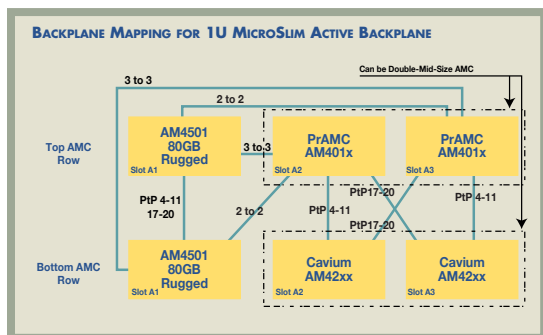 BACKPLANE MAPPING FOR 1U MICROSLIM ACTIVE BACKPLANE
Can be Double-Mid-Size AMC
3 to 3
2 to 2
Top AMC
Row
AM4501
80GB
Rugged
Slot A1
3 to 3
PrAMC
AM401x
Slot A2
PrAMC
AM401x
Slot A3
PtP 4-11
17-20
2 to 2
PtP 4-11
PtP17-20
PtP17-20
PtP 4-11
Bottom AMC
Row
AM4501
80GB
Rugged
Slot A1
Cavium
AM42xx
Slot A2
Cavium
AM42xx
Slot A3